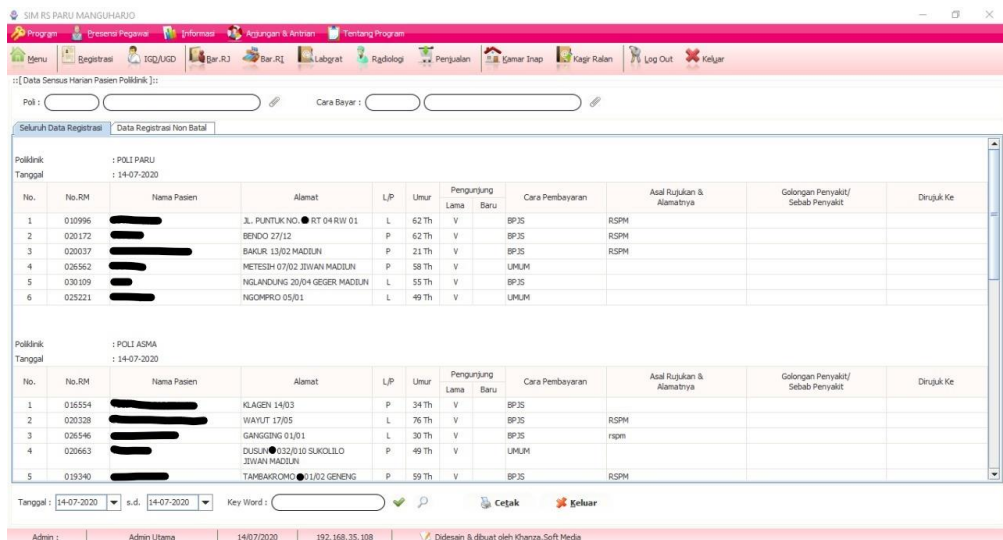 SIM RS PARU MANGUHARJO
Program Presensi Pegawai Informasi Anjungan & Antrian Tentang Program
Menu Registrasi IGD/UGD Bar.RJ Bar.RI Laborat Radiologi Penjualan Kamar Inap Kasir Ralan Log Out Keluar
::[ Data Sensus Harian Pasien Poliklinik ]::
Poli : Cara Bayar :
Seluruh Data Registrasi Data Registrasi Non Batal
Poliklinik : POLI PARU
Tanggal : 14-07-2020
No. No.RM Nama Pasien Alamat L/P Umur Pengunjung Lama Baru Cara Pembayaran Asal Rujukan & Alamatnya Golongan Penyakit/ Sebab Penyakit Dirujuk Ke
1 010996 JL. PUNTUK NO. RT 04 RW 01 L 62 Th V BPJS RSPM
2 020172 BENDO 27/12 P 62 Th V BPJS RSPM
3 020037 BAKUR 13/02 MADIUN P 21 Th V BPJS RSPM
4 026562 METESIH 07/02 JIWAN MADIUN P 58 Th V UMUM
5 030109 NGLANDUNG 20/04 GEGER MADIUN L 55 Th V BPJS
6 025221 NGOMPRO 05/01 L 49 Th V UMUM
Poliklinik : POLI ASMA
Tanggal : 14-07-2020
No. No.RM Nama Pasien Alamat L/P Umur Pengunjung Lama Baru Cara Pembayaran Asal Rujukan & Alamatnya Golongan Penyakit/ Sebab Penyakit Dirujuk Ke
1 016554 KLAGEN 14/03 P 34 Th V BPJS
2 020328 WAYUT 17/05 L 76 Th V BPJS RSPM
3 026546 GANGGING 01/01 L 30 Th V BPJS rspm
4 020663 DUSUN 032/010 SUKOLILO JIWAN MADIUN P 49 Th V UMUM
5 019340 TAMBAKROMO 01/02 GENENG P 59 Th V BPJS RSPM
Tanggal : 14-07-2020 s.d. 14-07-2020 Key Word : Cetak Keluar
Admin : Admin Utama 14/07/2020 192.168.35.108 Didesain & dibuat oleh Khanza.Soft Media